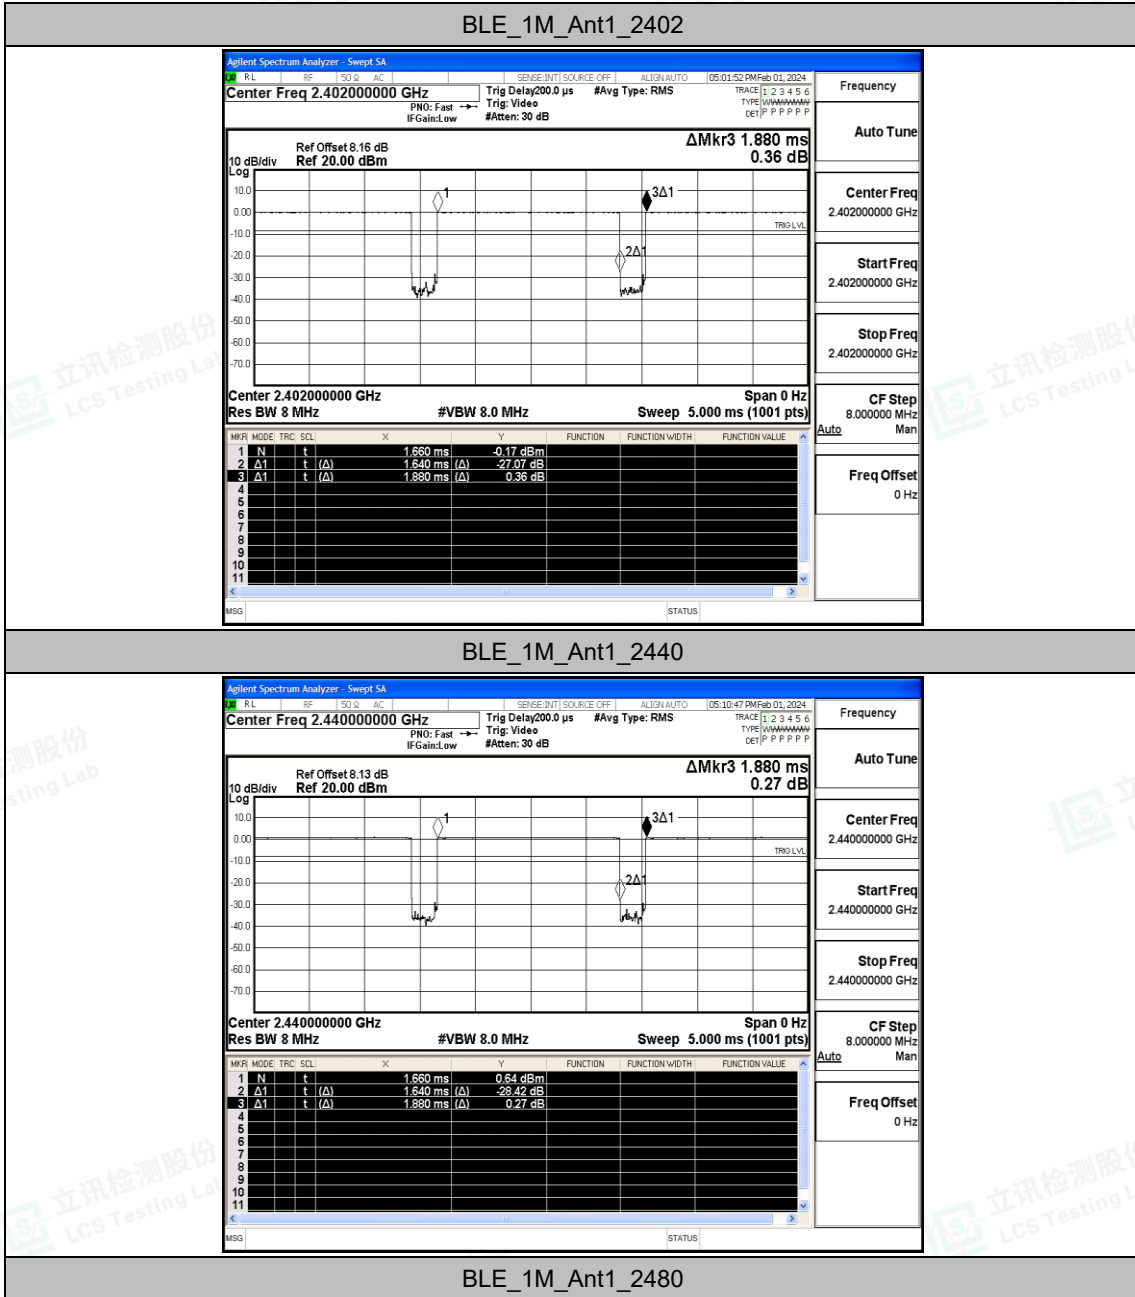 BLE_1M_Ant1_2402
Agilent Spectrum Analyzer - Swept SA
LXI RL RF 50 Ω AC SENSE:INT SOURCE OFF ALIGNAUTO 05:01:52 PM Feb 01, 2024
Center Freq 2.402000000 GHz
PNO: Fast
IFGain:Low
Trig Delay200.0 µs
Trig: Video
#Atten: 30 dB
#Avg Type: RMS
TRACE 1 2 3 4 5 6
TYPE WWWWWW
DET P P P P P P
Ref Offset 8.16 dB
10 dB/div Ref 20.00 dBm
Log
ΔMkr3 1.880 ms
0.36 dB
10.0
0.00
-10.0
-20.0
-30.0
-40.0
-50.0
-60.0
-70.0
1
3Δ1
2Δ1
TRIG LVL
Center 2.402000000 GHz Span 0 Hz
Res BW 8 MHz #VBW 8.0 MHz Sweep 5.000 ms (1001 pts)
MKR MODE TRC SCL X Y FUNCTION FUNCTION WIDTH FUNCTION VALUE
1 N t 1.660 ms -0.17 dBm
2 Δ1 t (Δ) 1.640 ms (Δ) -27.07 dB
3 Δ1 t (Δ) 1.880 ms (Δ) 0.36 dB
4
5
6
7
8
9
10
11
MSG STATUS
Frequency
Auto Tune
Center Freq
2.402000000 GHz
Start Freq
2.402000000 GHz
Stop Freq
2.402000000 GHz
CF Step
8.000000 MHz
Auto Man
Freq Offset
0 Hz
BLE_1M_Ant1_2440
Agilent Spectrum Analyzer - Swept SA
LXI RL RF 50 Ω AC SENSE:INT SOURCE OFF ALIGNAUTO 05:10:47 PM Feb 01, 2024
Center Freq 2.440000000 GHz
PNO: Fast
IFGain:Low
Trig Delay200.0 µs
Trig: Video
#Atten: 30 dB
#Avg Type: RMS
TRACE 1 2 3 4 5 6
TYPE WWWWWW
DET P P P P P P
Ref Offset 8.13 dB
10 dB/div Ref 20.00 dBm
Log
ΔMkr3 1.880 ms
0.27 dB
10.0
0.00
-10.0
-20.0
-30.0
-40.0
-50.0
-60.0
-70.0
1
3Δ1
2Δ1
TRIG LVL
Center 2.440000000 GHz Span 0 Hz
Res BW 8 MHz #VBW 8.0 MHz Sweep 5.000 ms (1001 pts)
MKR MODE TRC SCL X Y FUNCTION FUNCTION WIDTH FUNCTION VALUE
1 N t 1.660 ms 0.64 dBm
2 Δ1 t (Δ) 1.640 ms (Δ) -28.42 dB
3 Δ1 t (Δ) 1.880 ms (Δ) 0.27 dB
4
5
6
7
8
9
10
11
MSG STATUS
Frequency
Auto Tune
Center Freq
2.440000000 GHz
Start Freq
2.440000000 GHz
Stop Freq
2.440000000 GHz
CF Step
8.000000 MHz
Auto Man
Freq Offset
0 Hz
BLE_1M_Ant1_2480
立讯检测股份
LCS Testing Lab